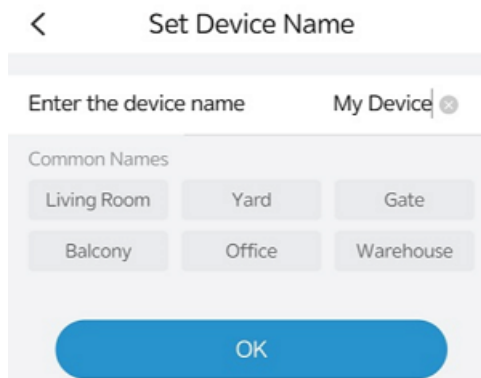 Set Device Name
Enter the device name My Device
Common Names
Living Room Yard Gate
Balcony Office Warehouse
OK